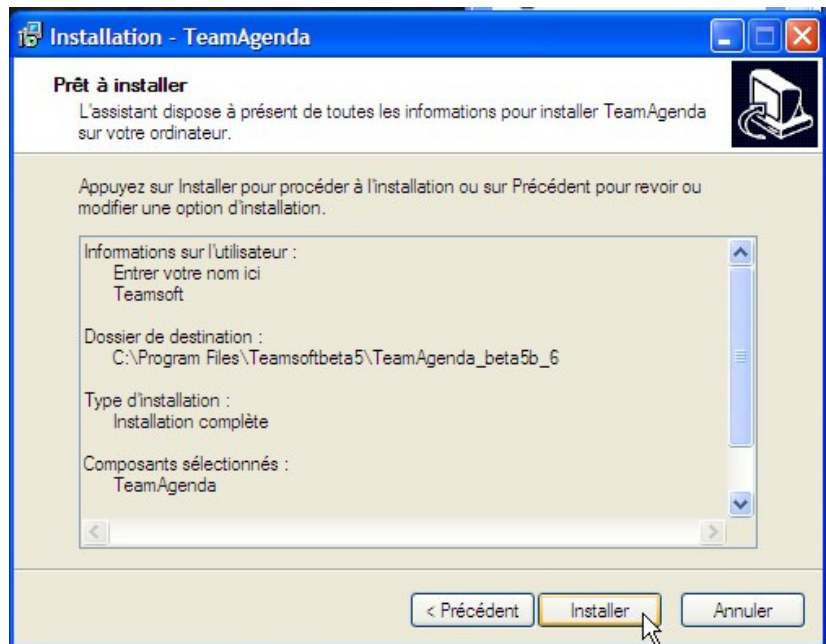 Installation - TeamAgenda
Prêt à installer
L'assistant dispose à présent de toutes les informations pour installer TeamAgenda
sur votre ordinateur.
Appuyez sur Installer pour procéder à l'installation ou sur Précédent pour revoir ou
modifier une option d'installation.
Informations sur l'utilisateur :
Entrer votre nom ici
Teamsoft
Dossier de destination :
C:\Program Files\Teamsoftbeta5\TeamAgenda_beta5b_6
Type d'installation :
Installation complète
Composants sélectionnés :
TeamAgenda
< Précédent
Installer
Annuler